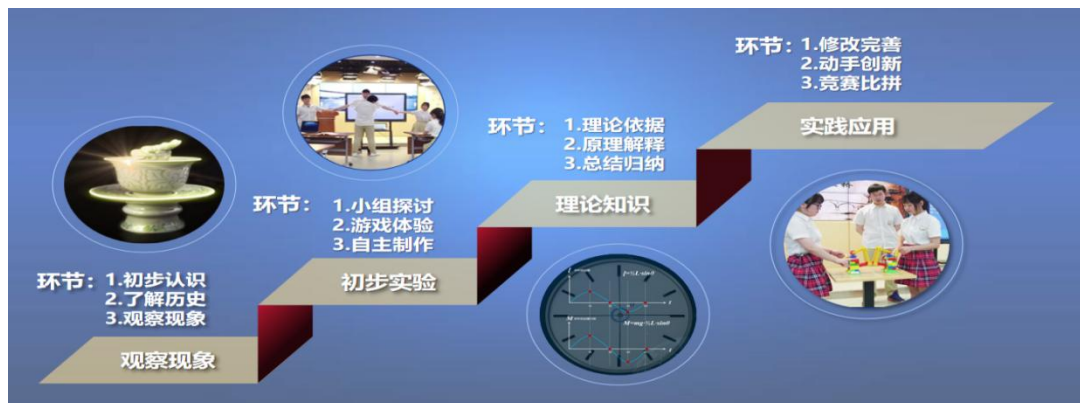 环节：1.初步认识
2.了解历史
3.观察现象
观察现象
环节：1.小组探讨
2.游戏体验
3.自主制作
初步实验
环节：1.理论依据
2.原理解释
3.总结归纳
理论知识
环节：1.修改完善
2.动手创新
3.竞赛比拼
实践应用